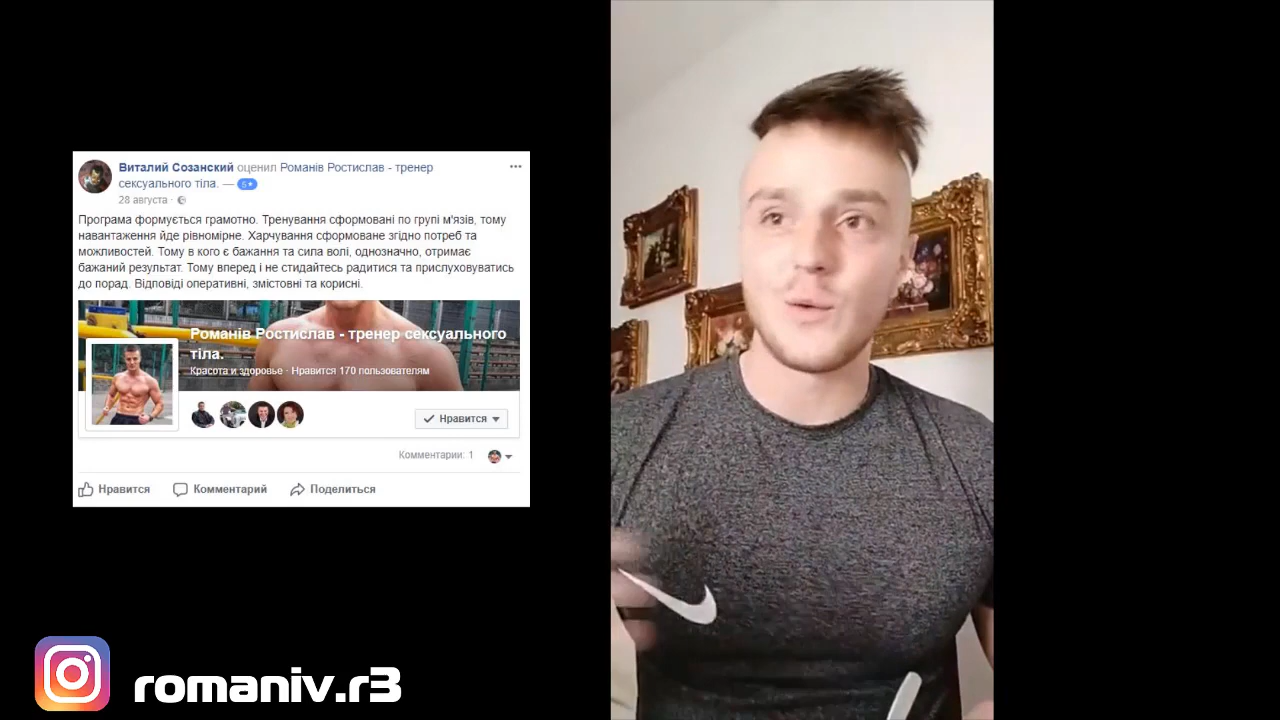 Виталий Созанский оценил Романів Ростислав - тренер
сексуального тіла. — 5★
28 августа ·
Програма формується грамотно. Тренування сформовані по групі м'язів, тому
навантаження йде рівномірне. Харчування сформоване згідно потреб та
можливостей. Тому в кого є бажання та сила волі, однозначно, отримає
бажаний результат. Тому вперед і не стидайтесь радитися та прислуховуватись
до порад. Відповіді оперативні, змістовні та корисні.
Романів Ростислав - тренер сексуального
тіла.
Красота и здоровье · Нравится 170 пользователям
Нравится
Комментарии: 1
Нравится Комментарий Поделиться
romaniv.r3